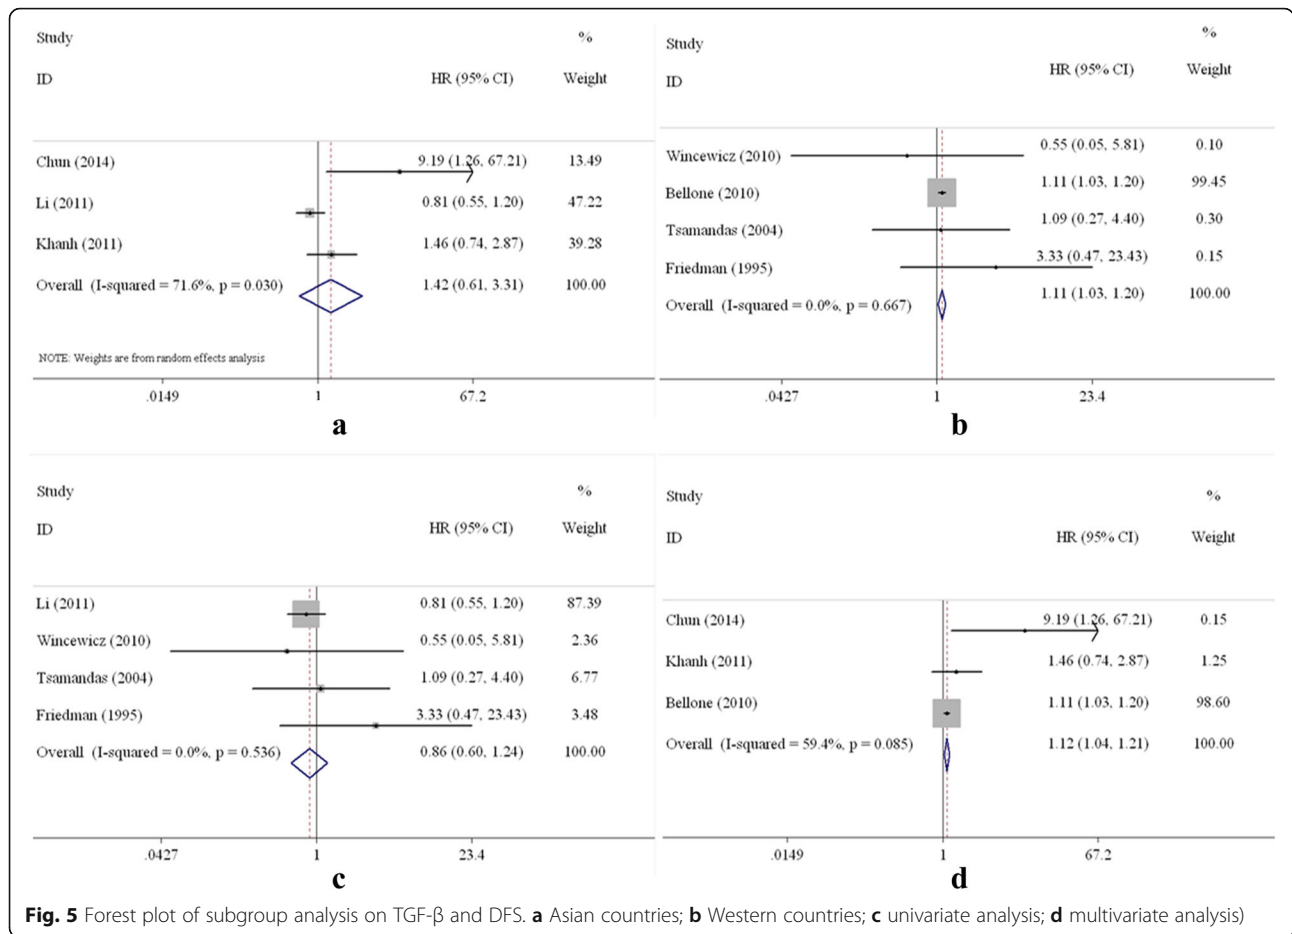 Study %
ID HR (95% CI) Weight
Chun (2014) 9.19 (1.26, 67.21) 13.49
Li (2011) 0.81 (0.55, 1.20) 47.22
Khanh (2011) 1.46 (0.74, 2.87) 39.28
Overall (I-squared = 71.6%, p = 0.030) 1.42 (0.61, 3.31) 100.00
NOTE: Weights are from random effects analysis
.0149 1 67.2
a
Study %
ID HR (95% CI) Weight
Wincewicz (2010) 0.55 (0.05, 5.81) 0.10
Bellone (2010) 1.11 (1.03, 1.20) 99.45
Tsamandas (2004) 1.09 (0.27, 4.40) 0.30
Friedman (1995) 3.33 (0.47, 23.43) 0.15
Overall (I-squared = 0.0%, p = 0.667) 1.11 (1.03, 1.20) 100.00
.0427 1 23.4
b
Study %
ID HR (95% CI) Weight
Li (2011) 0.81 (0.55, 1.20) 87.39
Wincewicz (2010) 0.55 (0.05, 5.81) 2.36
Tsamandas (2004) 1.09 (0.27, 4.40) 6.77
Friedman (1995) 3.33 (0.47, 23.43) 3.48
Overall (I-squared = 0.0%, p = 0.536) 0.86 (0.60, 1.24) 100.00
.0427 1 23.4
c
Study %
ID HR (95% CI) Weight
Chun (2014) 9.19 (1.26, 67.21) 0.15
Khanh (2011) 1.46 (0.74, 2.87) 1.25
Bellone (2010) 1.11 (1.03, 1.20) 98.60
Overall (I-squared = 59.4%, p = 0.085) 1.12 (1.04, 1.21) 100.00
.0149 1 67.2
d
Fig. 5 Forest plot of subgroup analysis on TGF-β and DFS. a Asian countries; b Western countries; c univariate analysis; d multivariate analysis)